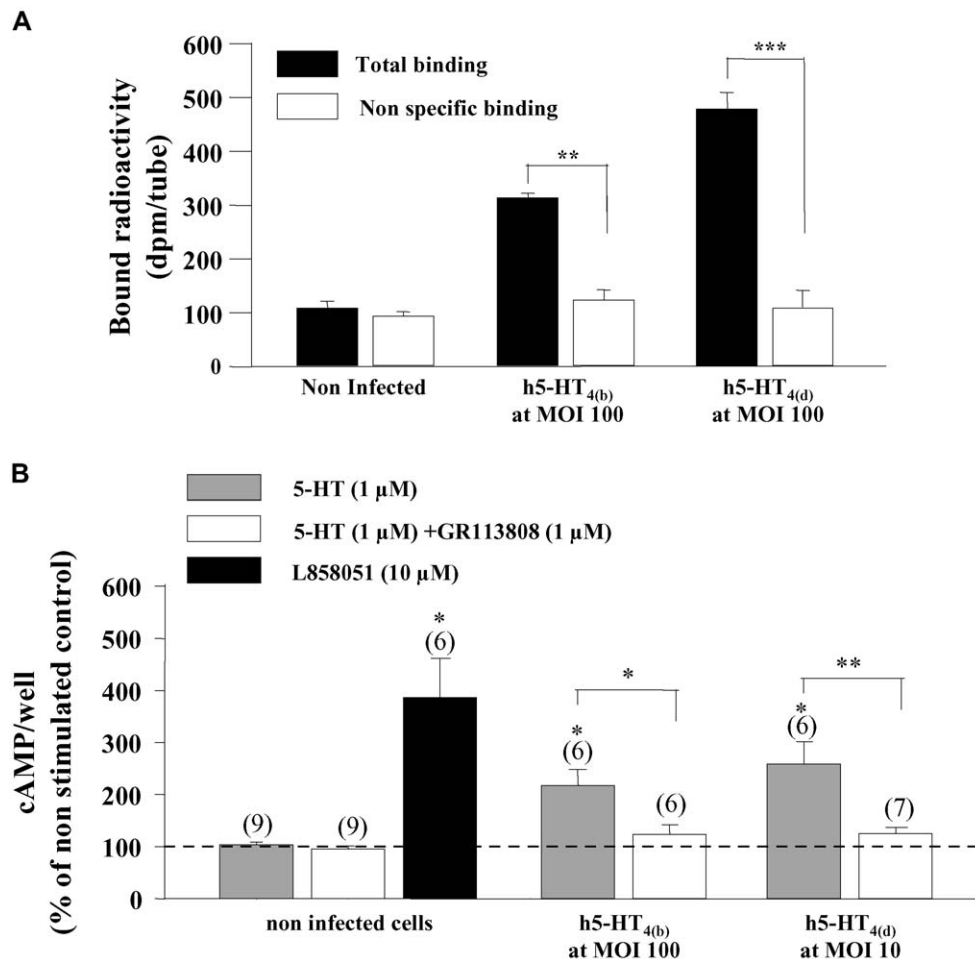 A
Bound radioactivity
(dpm/tube)
600
500
400
300
200
100
0
Total binding
Non specific binding
**
***
Non Infected
h5-HT4(b)
at MOI 100
h5-HT4(d)
at MOI 100
B
5-HT (1 µM)
5-HT (1 µM) +GR113808 (1 µM)
L858051 (10 µM)
cAMP/well
(% of non stimulated control)
600
500
400
300
200
100
0
(9)
(9)
*
(6)
*
*
(6)
(6)
**
*
(6)
(7)
non infected cells
h5-HT4(b)
at MOI 100
h5-HT4(d)
at MOI 10